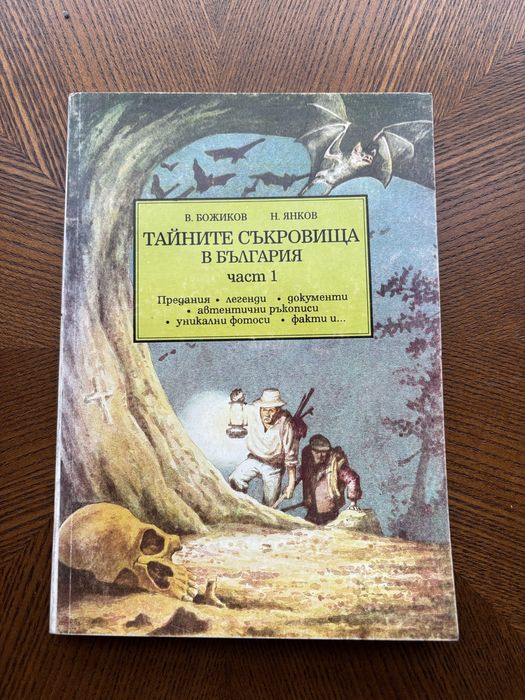 В. БОЖИКОВ Н. ЯНКОВ
ТАЙНИТЕ СЪКРОВИЩА
В БЪЛГАРИЯ
част 1
Предания • легенди • документи
• автентични ръкописи
• уникални фотоси • факти и...